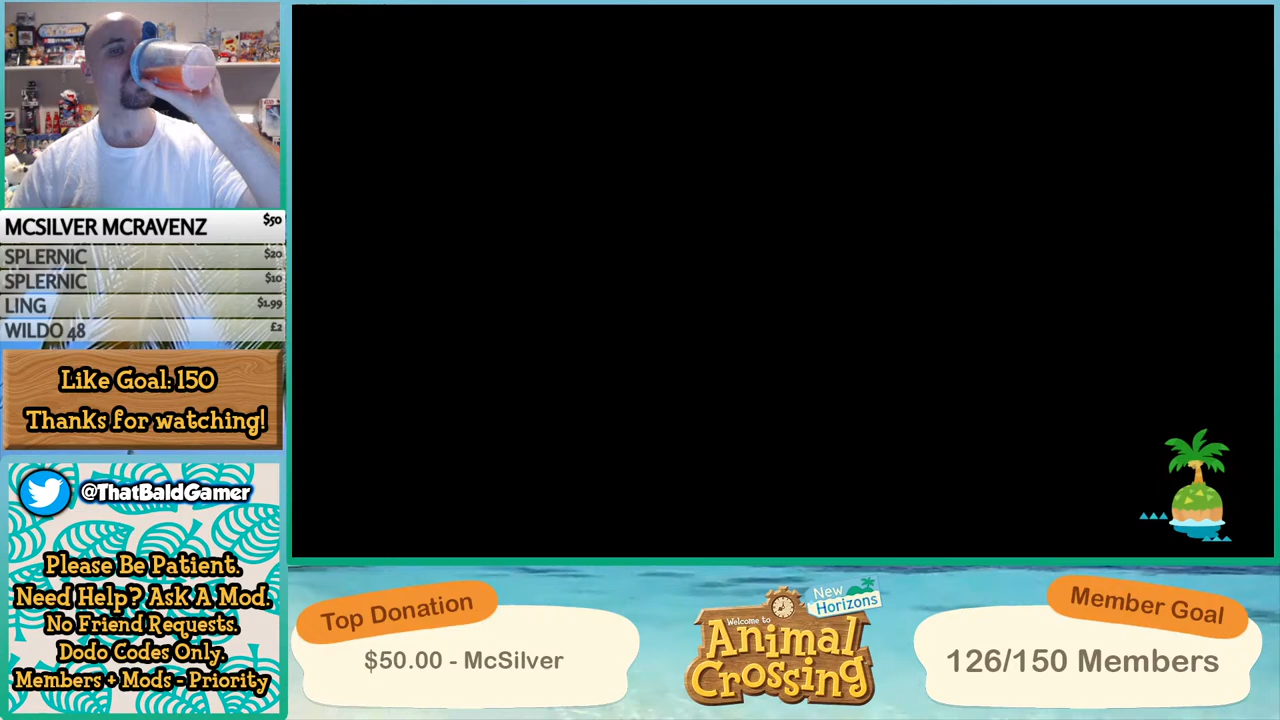 MCSILVER MCRAVENZ $50
SPLERNIC $20
SPLERNIC $10
LING $1.99
WILDO 48 £2
Like Goal: 150
Thanks for watching!
@ThatBaldGamer
Please Be Patient.
Need Help? Ask A Mod.
No Friend Requests.
Dodo Codes Only.
Members + Mods - Priority
Top Donation
$50.00 - McSilver
Welcome to
Animal
Crossing
New
Horizons
Member Goal
126/150 Members